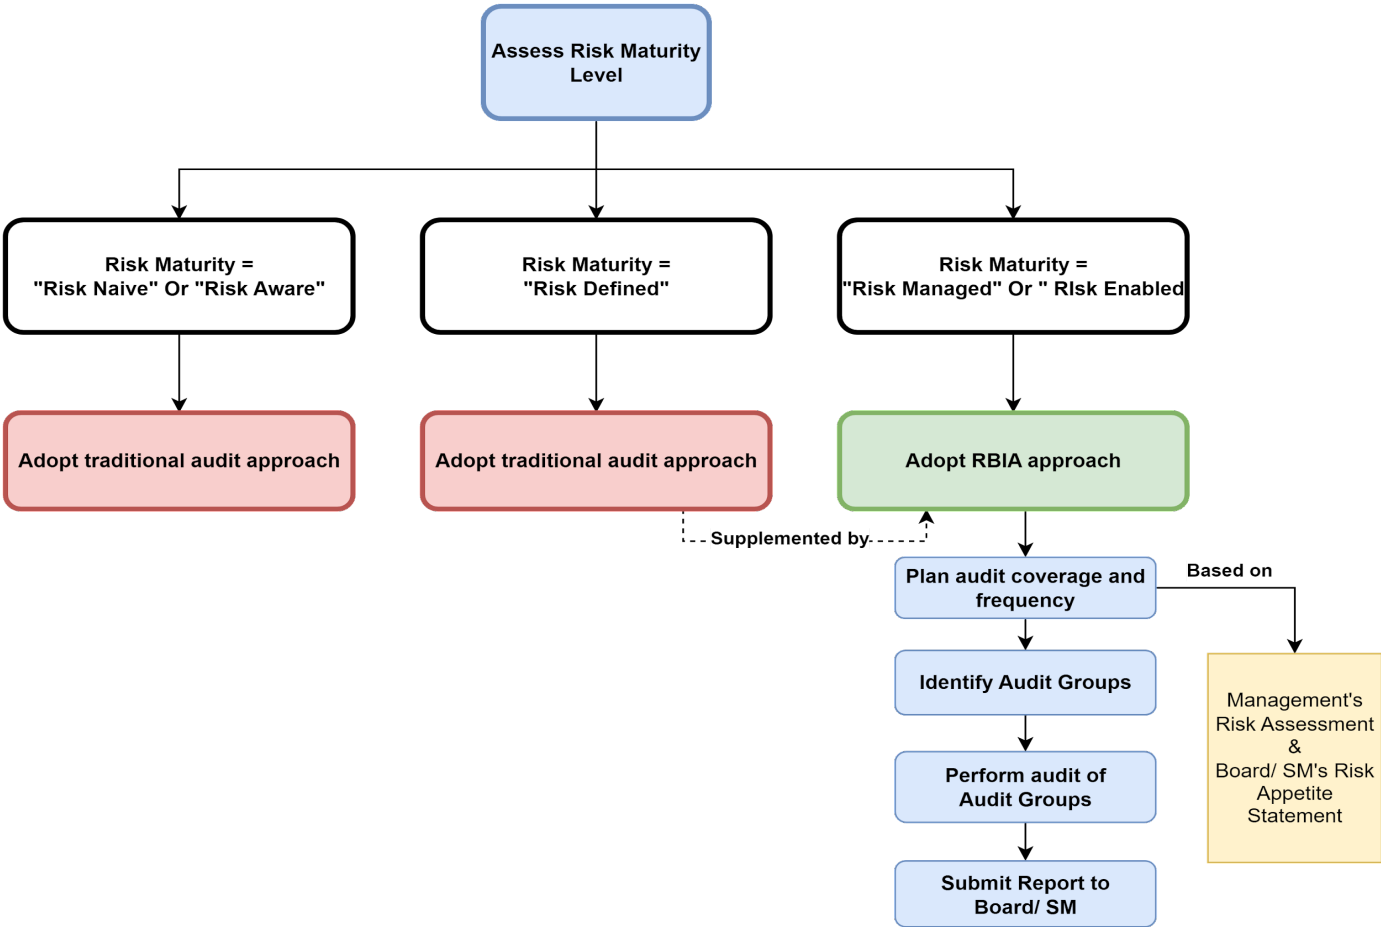 Assess Risk Maturity
Level
Risk Maturity =
"Risk Naive" Or "Risk Aware"
Risk Maturity =
"Risk Defined"
Risk Maturity =
"Risk Managed" Or " RIsk Enabled
Adopt traditional audit approach
Adopt traditional audit approach
Adopt RBIA approach
Supplemented by
Plan audit coverage and
frequency
Based on
Identify Audit Groups
Management's
Risk Assessment
&
Board/ SM's Risk
Appetite
Statement
Perform audit of
Audit Groups
Submit Report to
Board/ SM